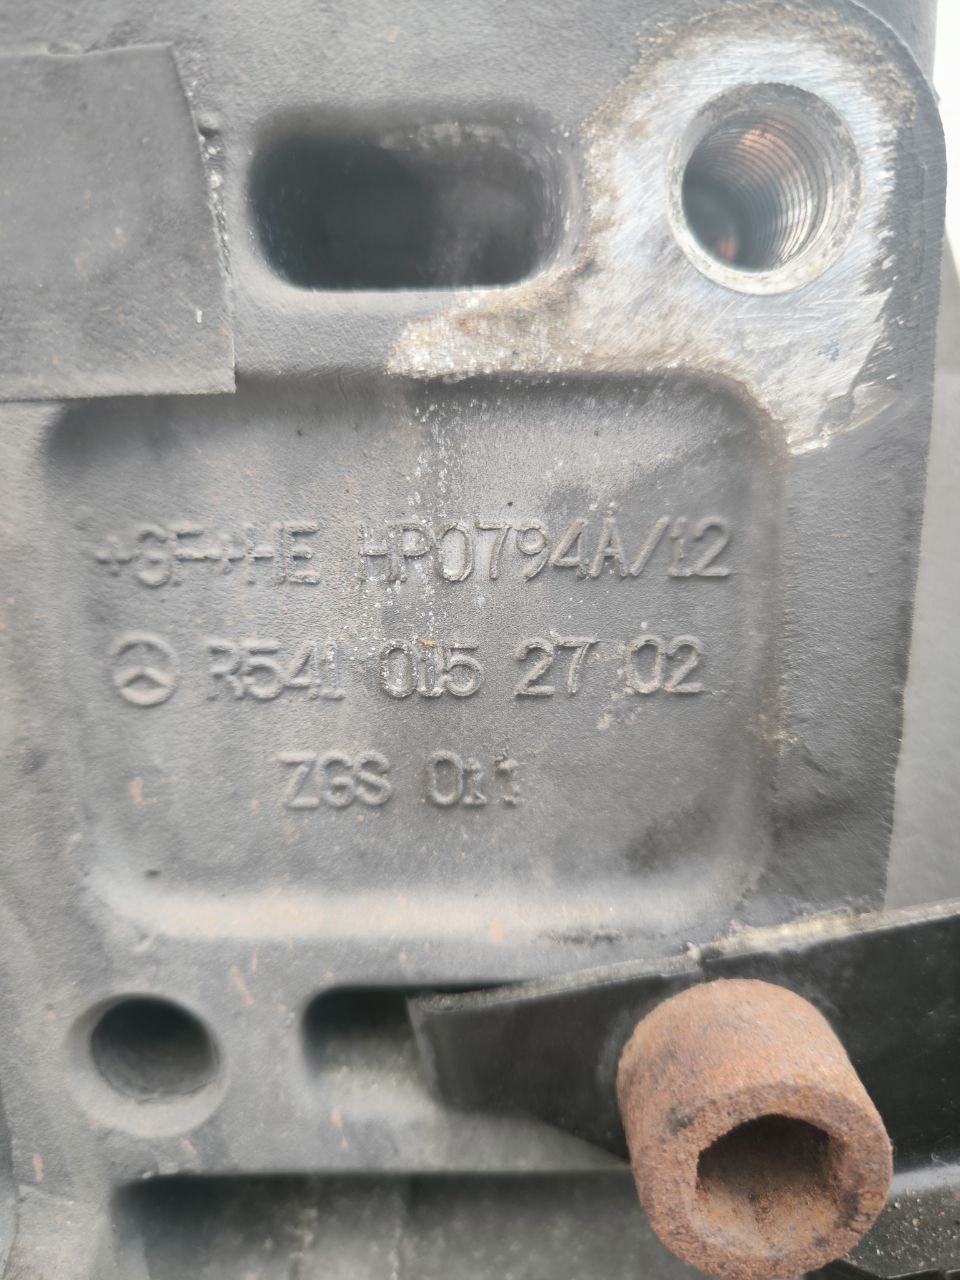 +GF+HE HP0794A/12
R541 015 27 02
ZGS 011